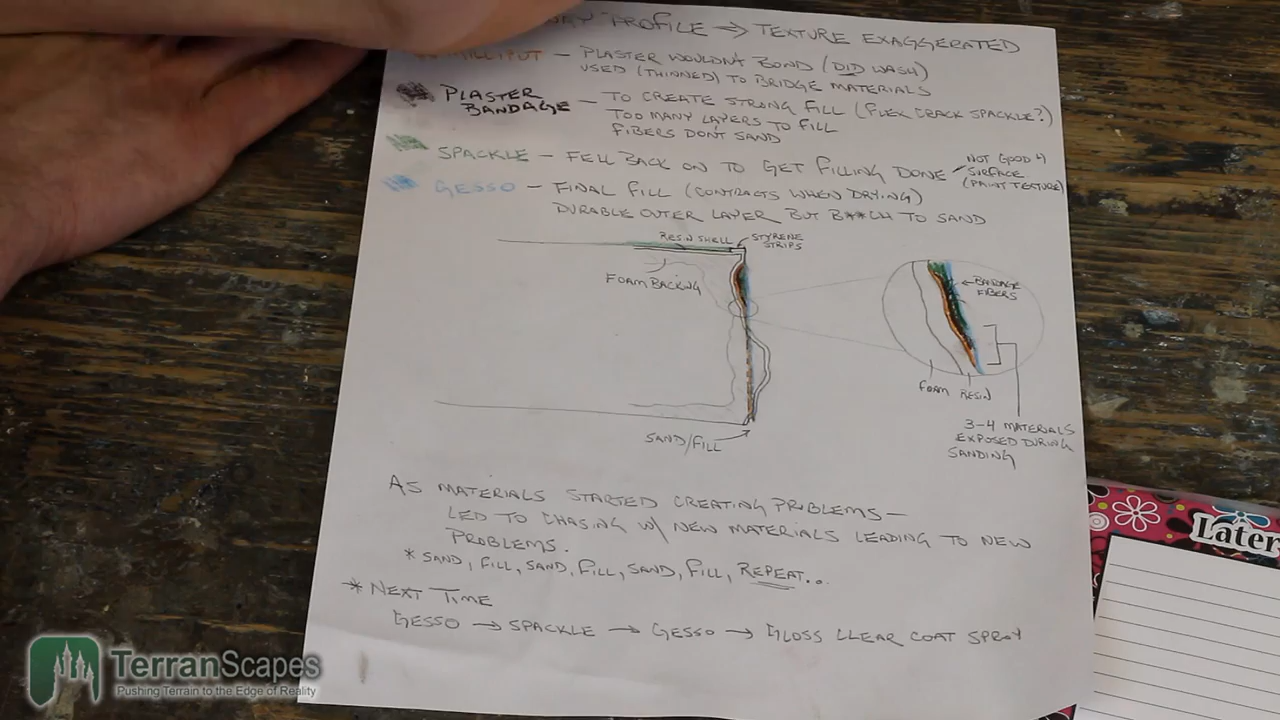 PROFILE → TEXTURE EXAGGERATED
MILLIPUT — PLASTER WOULDN'T BOND (DID WASH)
USED (THINNED) TO BRIDGE MATERIALS
PLASTER BANDAGE — TO CREATE STRONG FILL (FLEX CRACK SPACKLE?)
TOO MANY LAYERS TO FILL
FIBERS DON'T SAND
SPACKLE — FELL BACK ON TO GET FILLING DONE
NOT GOOD
SURFACE
(PAINT TEXTURE)
GESSO — FINAL FILL (CONTRACTS WHEN DRYING)
DURABLE OUTER LAYER BUT B**CH TO SAND
RESIN SHELL
STYRENE
STRIPS
FOAM BACKING
BANDAGE
FIBERS
FOAM RESIN
SAND/FILL
3-4 MATERIALS
EXPOSED DURING
SANDING
AS MATERIALS STARTED CREATING PROBLEMS —
LED TO CHASING W/ NEW MATERIALS LEADING TO NEW
PROBLEMS.
* SAND, FILL, SAND, FILL, SAND, FILL, REPEAT...
* NEXT TIME
GESSO → SPACKLE → GESSO → GLOSS CLEAR COAT SPRAY
Later
TerranScapes
Pushing Terrain to the Edge of Reality